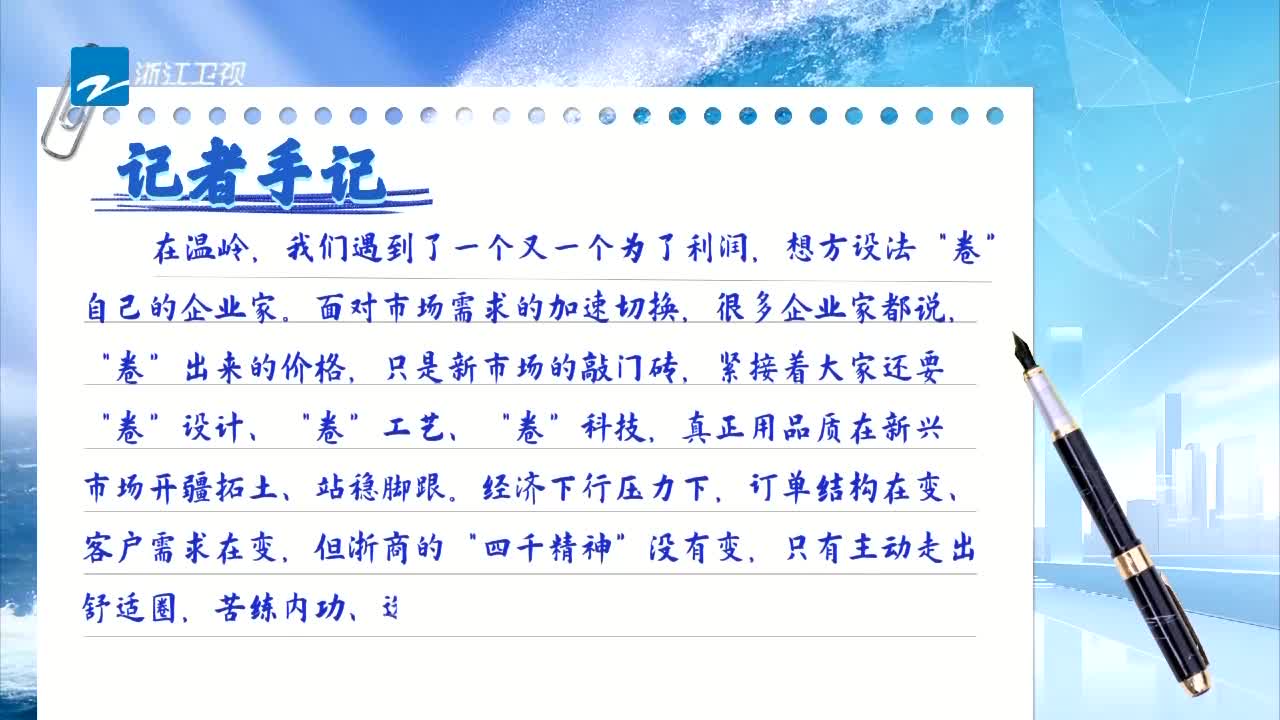 浙江卫视
记者手记
在温岭，我们遇到了一个又一个为了利润，想方设法“卷”
自己的企业家。面对市场需求的加速切换，很多企业家都说，
“卷”出来的价格，只是新市场的敲门砖，紧接着大家还要
“卷”设计、“卷”工艺、“卷”科技，真正用品质在新兴
市场开疆拓土、站稳脚跟。经济下行压力下，订单结构在变、
客户需求在变，但浙商的“四千精神”没有变，只有主动走出
舒适圈，苦练内功、